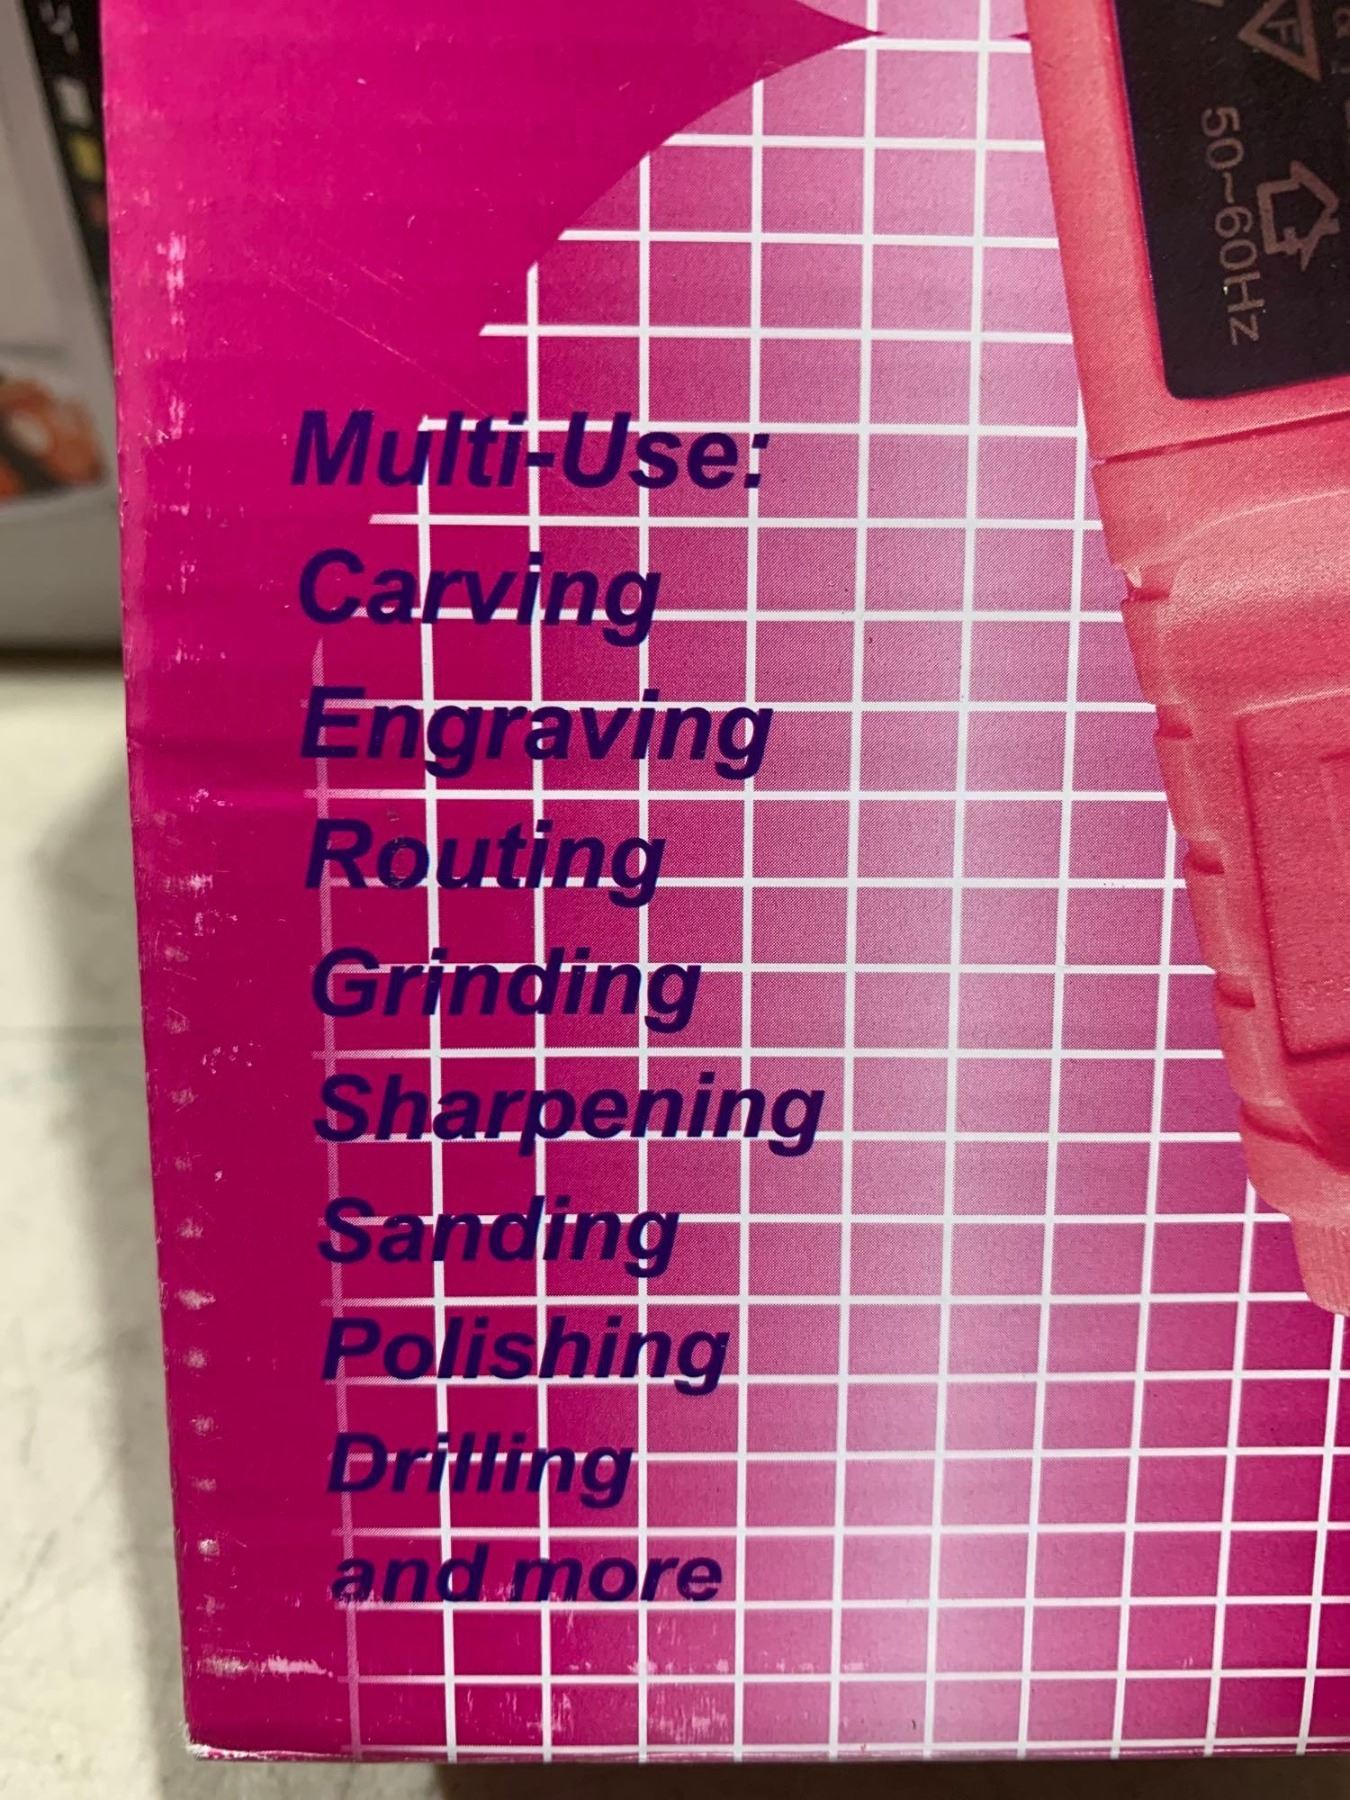 Multi-Use:
Carving
Engraving
Routing
Grinding
Sharpening
Sanding
Polishing
Drilling
and more
50~60Hz
F